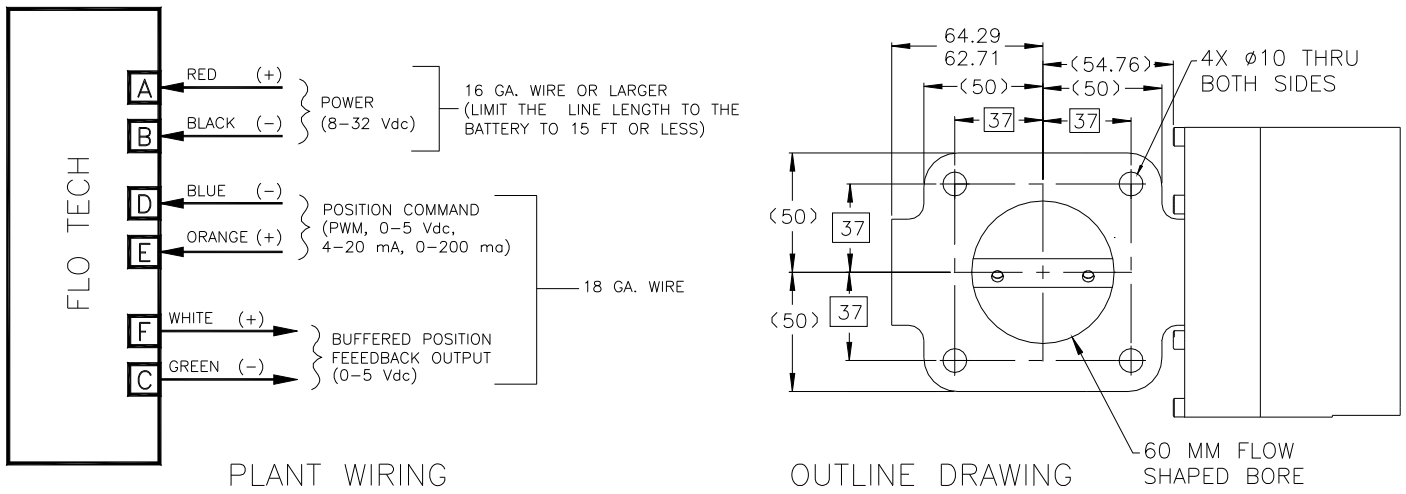 FLO TECH
A
RED (+)
B
BLACK (-)
POWER
(8-32 Vdc)
16 GA. WIRE OR LARGER
(LIMIT THE LINE LENGTH TO THE
BATTERY TO 15 FT OR LESS)
D
BLUE (-)
E
ORANGE (+)
POSITION COMMAND
(PWM, 0-5 Vdc,
4-20 mA, 0-200 ma)
18 GA. WIRE
F
WHITE (+)
C
GREEN (-)
BUFFERED POSITION
FEEEDBACK OUTPUT
(0-5 Vdc)
PLANT WIRING
64.29
62.71
(54.76)
(50)
(50)
37
37
4X ø10 THRU
BOTH SIDES
(50)
37
(50)
37
60 MM FLOW
SHAPED BORE
OUTLINE DRAWING